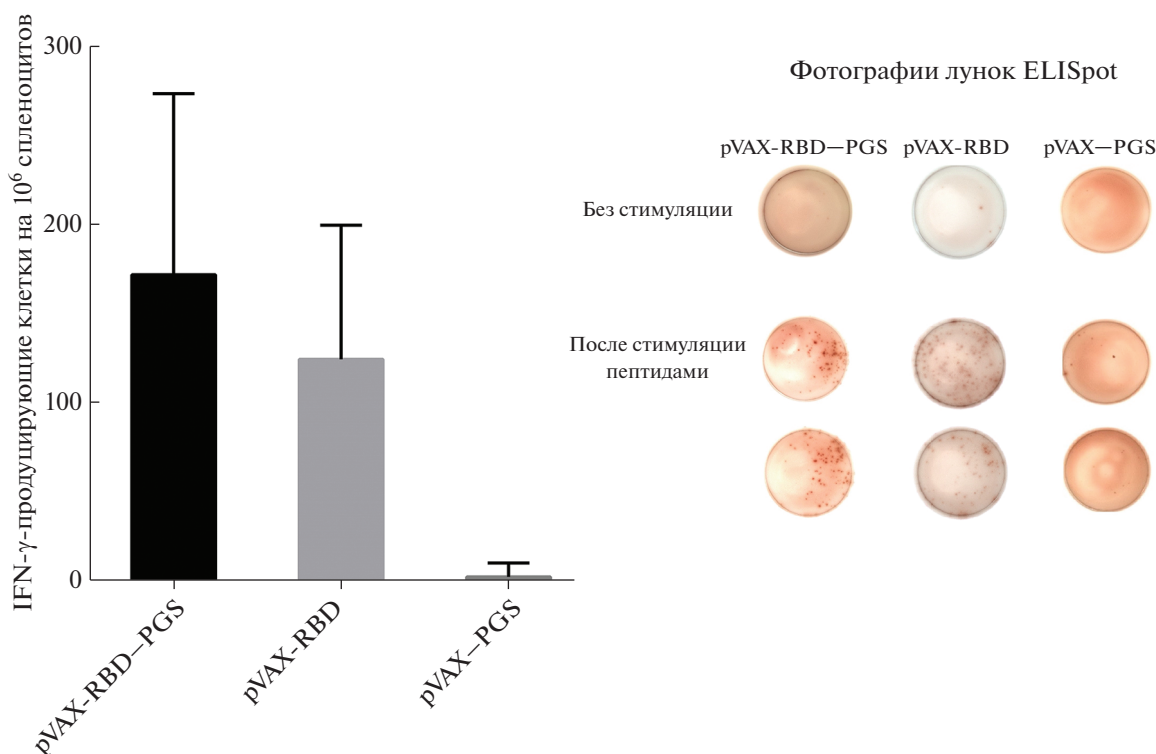 IFN-γ-продуцирующие клетки на 10⁶ спленоцитов
300
200
100
0
pVAX-RBD–PGS
pVAX-RBD
pVAX–PGS
Фотографии лунок ELISpot
pVAX-RBD–PGS pVAX-RBD pVAX–PGS
Без стимуляции
После стимуляции
пептидами